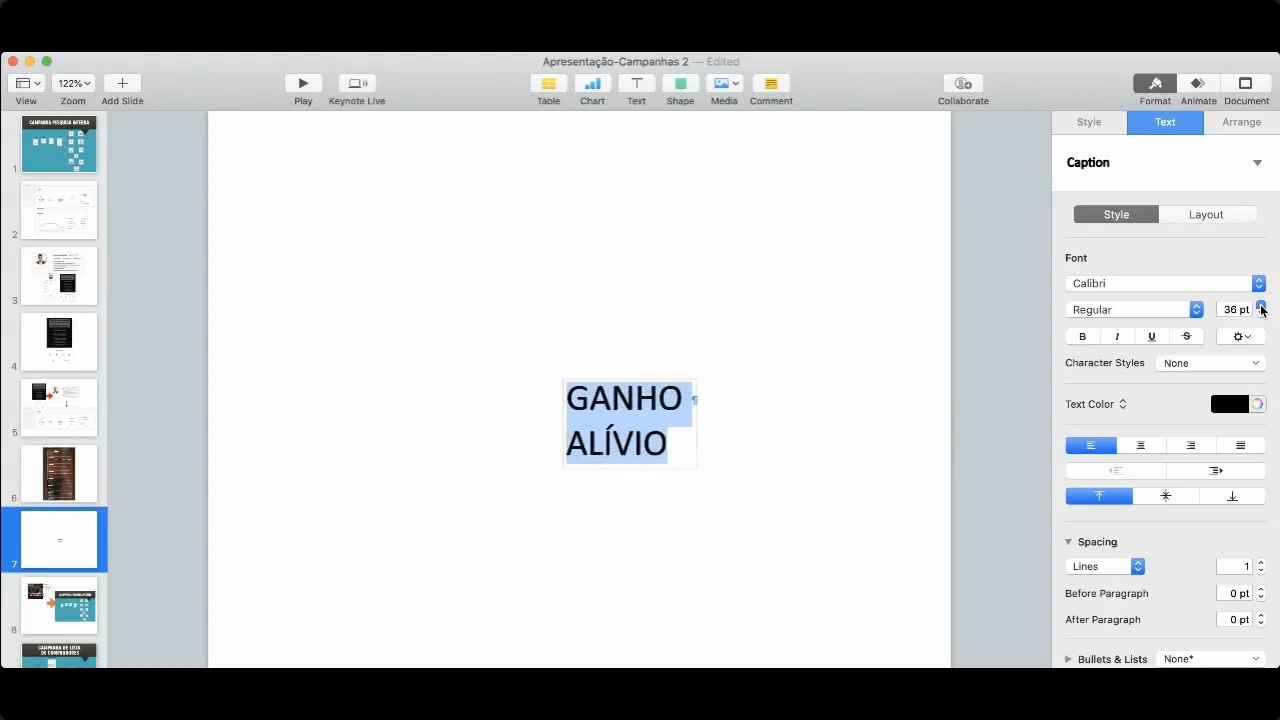 Apresentação-Campanhas 2 — Edited
122%
View
Zoom
Add Slide
Play
Keynote Live
Table
Chart
Text
Shape
Media
Comment
Collaborate
Format
Animate
Document
CAMPANHA PESQUISA INTERNA
1
2
3
4
5
6
7
8
CAMPANHA DE LISTA
DE COMPRADORES
GANHO
ALÍVIO
Style
Text
Arrange
Caption
Style
Layout
Font
Calibri
Regular
36 pt
B
I
U
S
Character Styles
None
Text Color
Spacing
Lines
1
Before Paragraph
0 pt
After Paragraph
0 pt
Bullets & Lists
None*